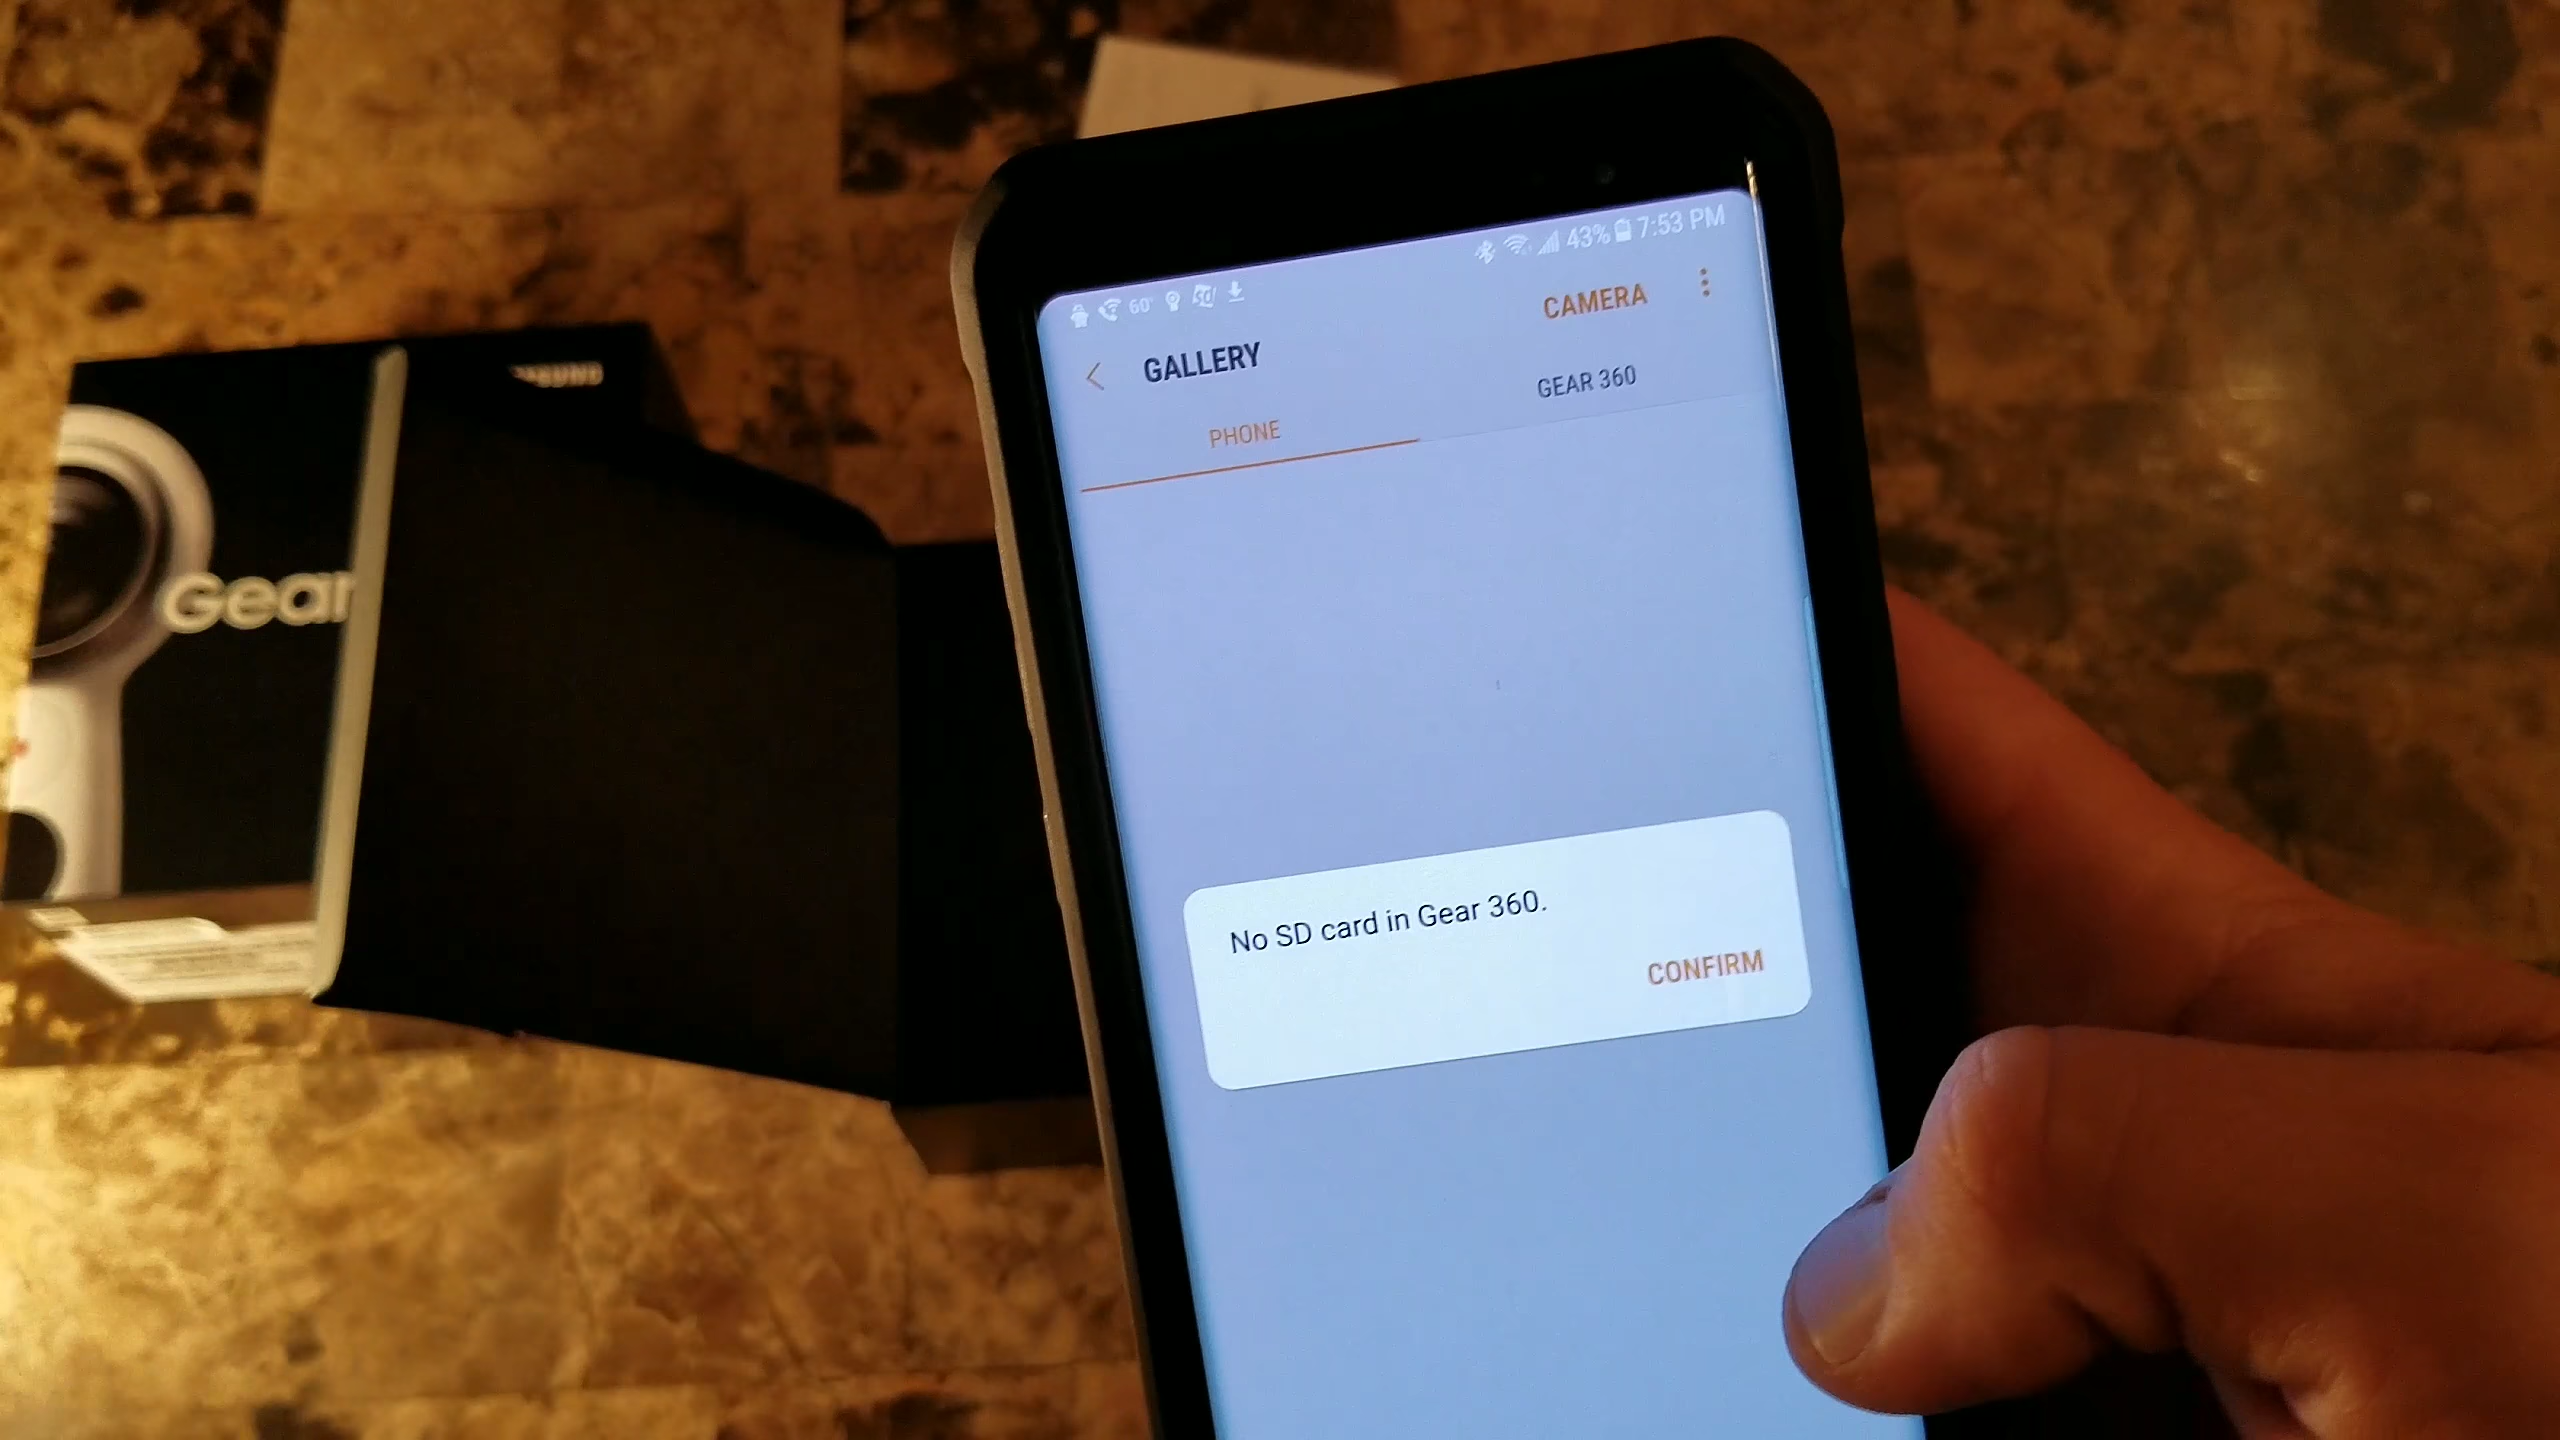 60°
43% 7:53 PM
CAMERA
GALLERY
PHONE
GEAR 360
No SD card in Gear 360.
CONFIRM
Gear